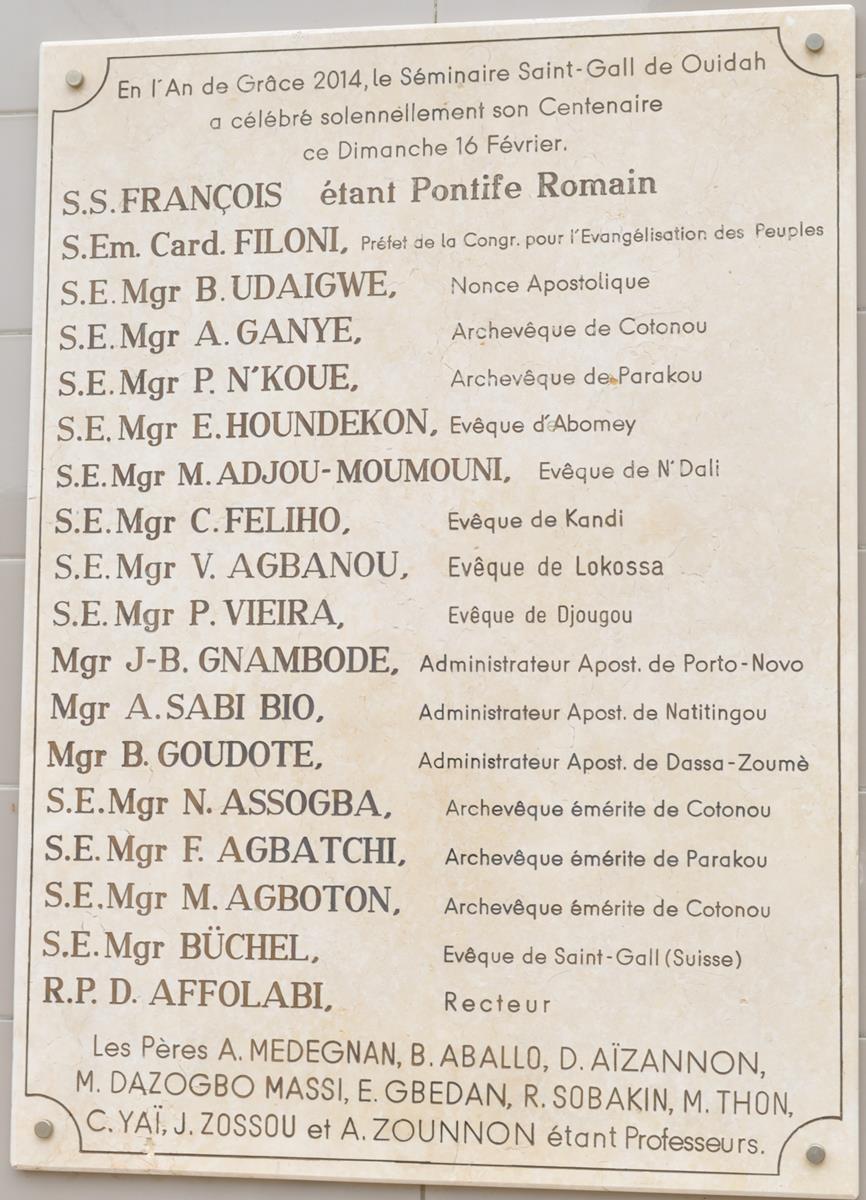 En l'An de Grâce 2014, le Séminaire Saint-Gall de Ouidah
a célébré solennellement son Centenaire
ce Dimanche 16 Février.
S.S. FRANÇOIS étant Pontife Romain
S.Em. Card. FILONI, Préfet de la Congr. pour l'Evangélisation des Peuples
S.E. Mgr B. UDAIGWE, Nonce Apostolique
S.E. Mgr A. GANYE, Archevêque de Cotonou
S.E. Mgr P. N'KOUE, Archevêque de Parakou
S.E. Mgr E. HOUNDEKON, Evêque d'Abomey
S.E. Mgr M. ADJOU-MOUMOUNI, Evêque de N'Dali
S.E. Mgr C. FELIHO, Evêque de Kandi
S.E. Mgr V. AGBANOU, Evêque de Lokossa
S.E. Mgr P. VIEIRA, Evêque de Djougou
Mgr J-B. GNAMBODE, Administrateur Apost. de Porto-Novo
Mgr A. SABI BIO, Administrateur Apost. de Natitingou
Mgr B. GOUDOTE, Administrateur Apost. de Dassa-Zoumè
S.E. Mgr N. ASSOGBA, Archevêque émérite de Cotonou
S.E. Mgr F. AGBATCHI, Archevêque émérite de Parakou
S.E. Mgr M. AGBOTON, Archevêque émérite de Cotonou
S.E. Mgr BÜCHEL, Evêque de Saint-Gall (Suisse)
R.P. D. AFFOLABI, Recteur
Les Pères A. MEDEGNAN, B. ABALLO, D. AÏZANNON,
M. DAZOGBO MASSI, E. GBEDAN, R. SOBAKIN, M. THON,
C. YAÏ, J. ZOSSOU et A. ZOUNNON étant Professeurs.